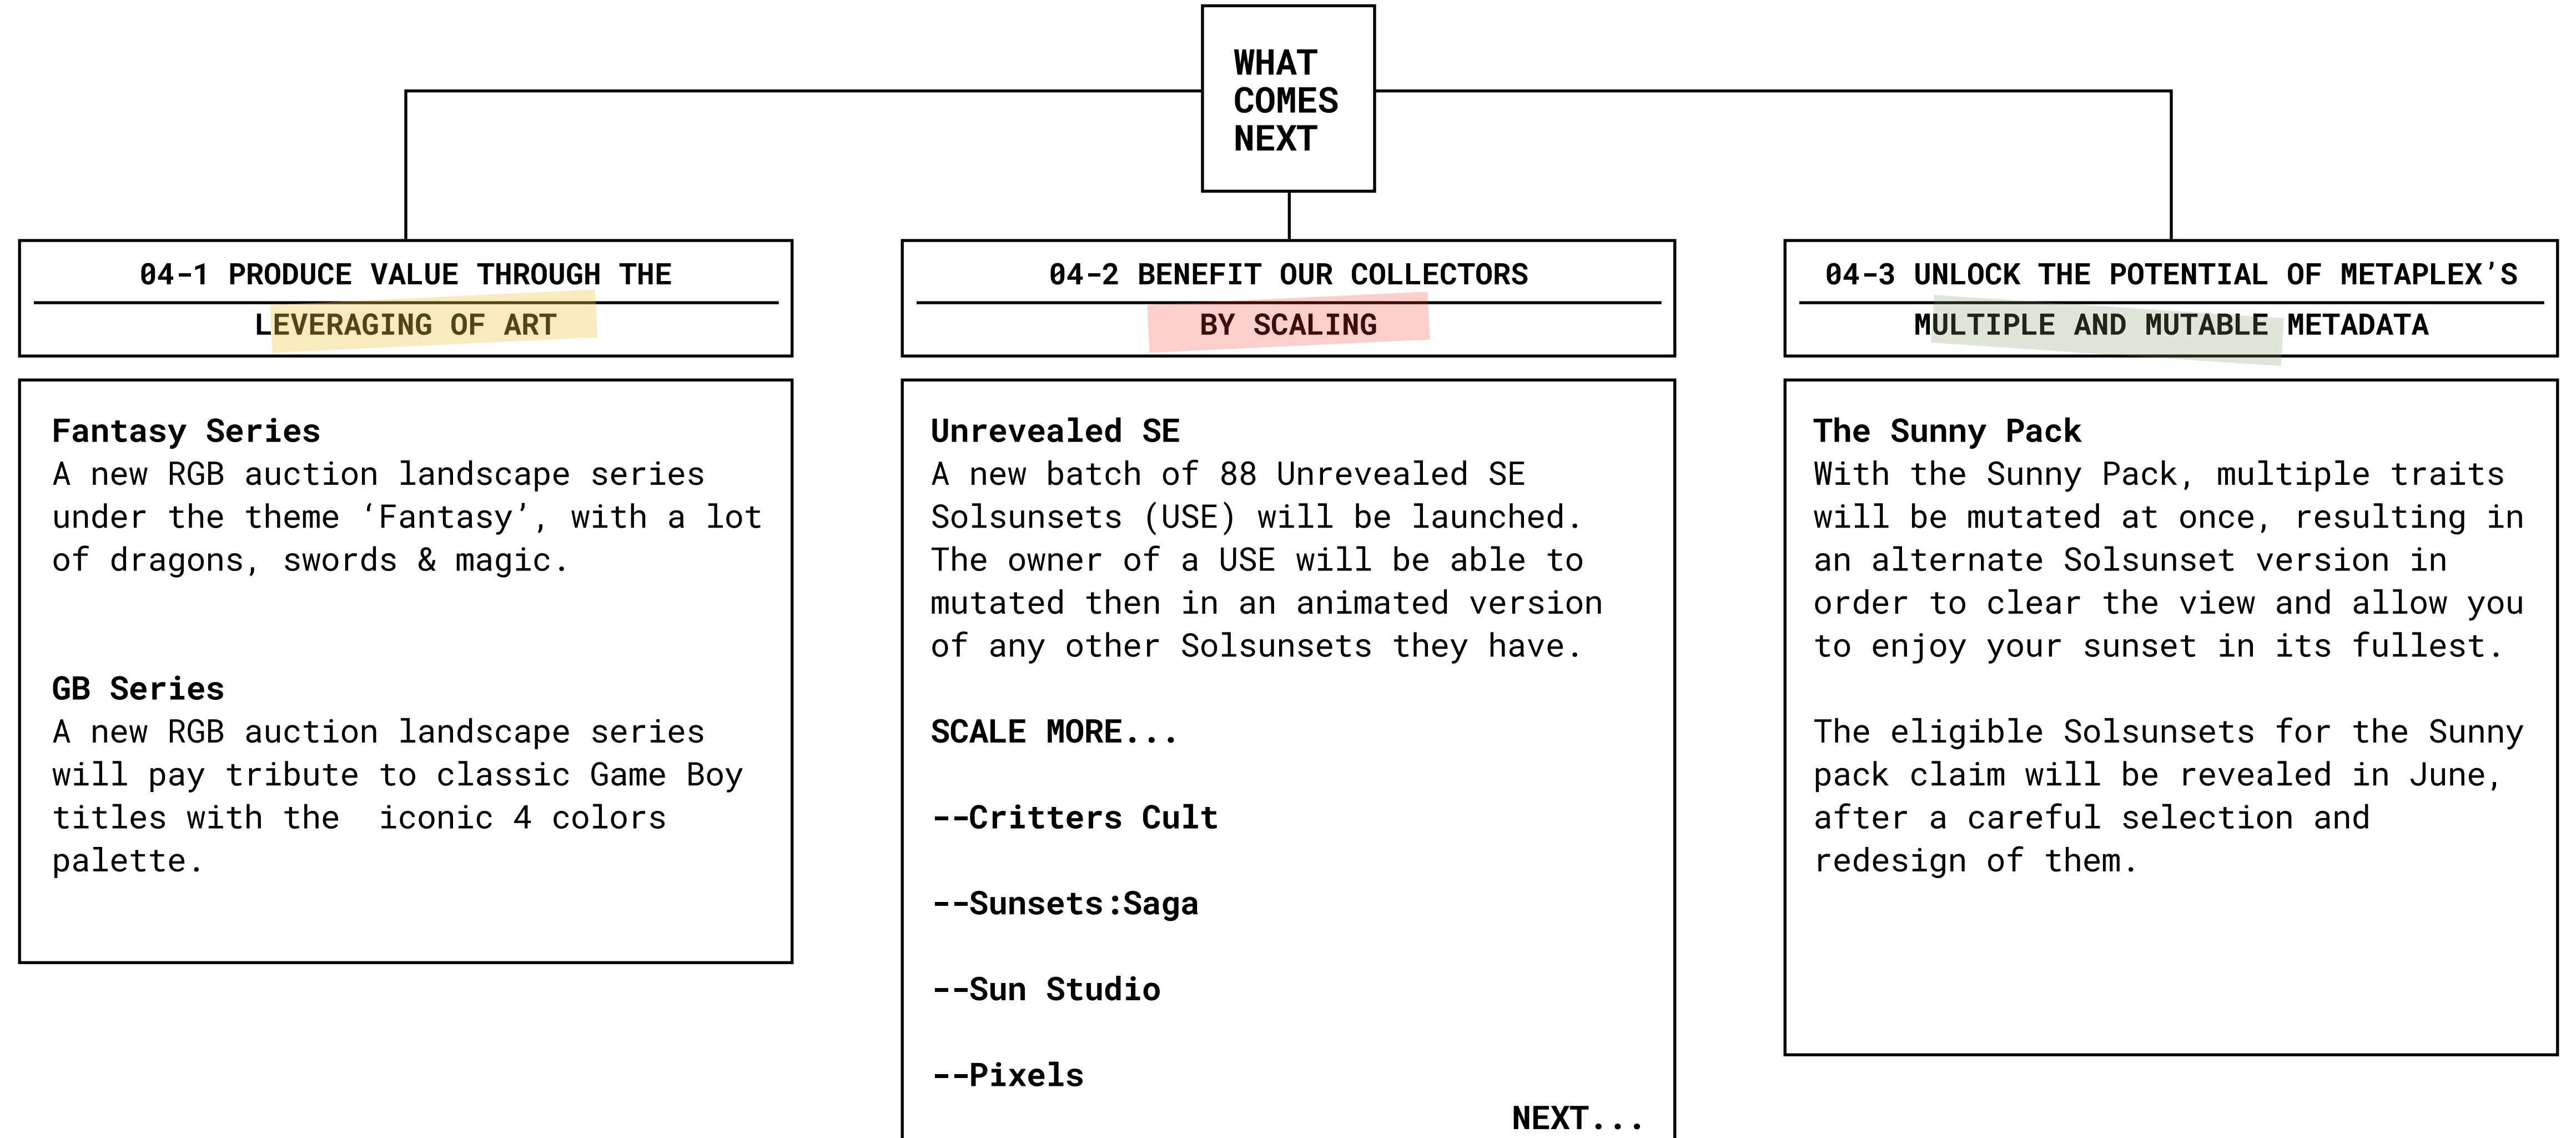 WHAT
COMES
NEXT
04-1 PRODUCE VALUE THROUGH THE
LEVERAGING OF ART
Fantasy Series
A new RGB auction landscape series
under the theme ‘Fantasy’, with a lot
of dragons, swords & magic.
GB Series
A new RGB auction landscape series
will pay tribute to classic Game Boy
titles with the  iconic 4 colors
palette.
04-2 BENEFIT OUR COLLECTORS
BY SCALING
Unrevealed SE
A new batch of 88 Unrevealed SE
Solsunsets (USE) will be launched.
The owner of a USE will be able to
mutated then in an animated version
of any other Solsunsets they have.
SCALE MORE...
--Critters Cult
--Sunsets:Saga
--Sun Studio
--Pixels
NEXT...
04-3 UNLOCK THE POTENTIAL OF METAPLEX’S
MULTIPLE AND MUTABLE METADATA
The Sunny Pack
With the Sunny Pack, multiple traits
will be mutated at once, resulting in
an alternate Solsunset version in
order to clear the view and allow you
to enjoy your sunset in its fullest.
The eligible Solsunsets for the Sunny
pack claim will be revealed in June,
after a careful selection and
redesign of them.